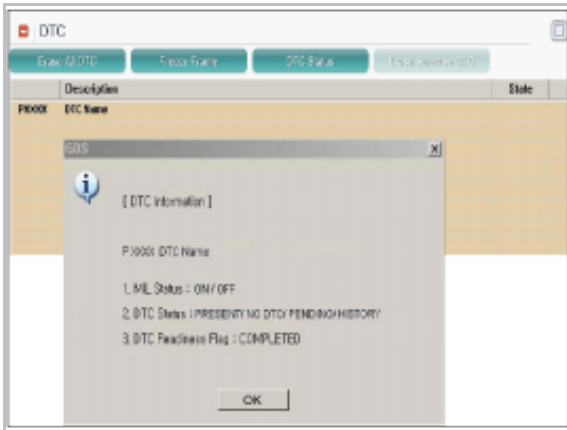 DTC
Erase All DTC Freeze Frame DTC Status
Description State
PXXXX DTC Name
GDS
[ DTC Information ]
PXXXX DTC Name
1. MIL Status : ON / OFF
2. DTC Status : PRESENT/ NO DTC/ PENDING/ HISTORY
3. DTC Readiness Flag : COMPLETED
OK